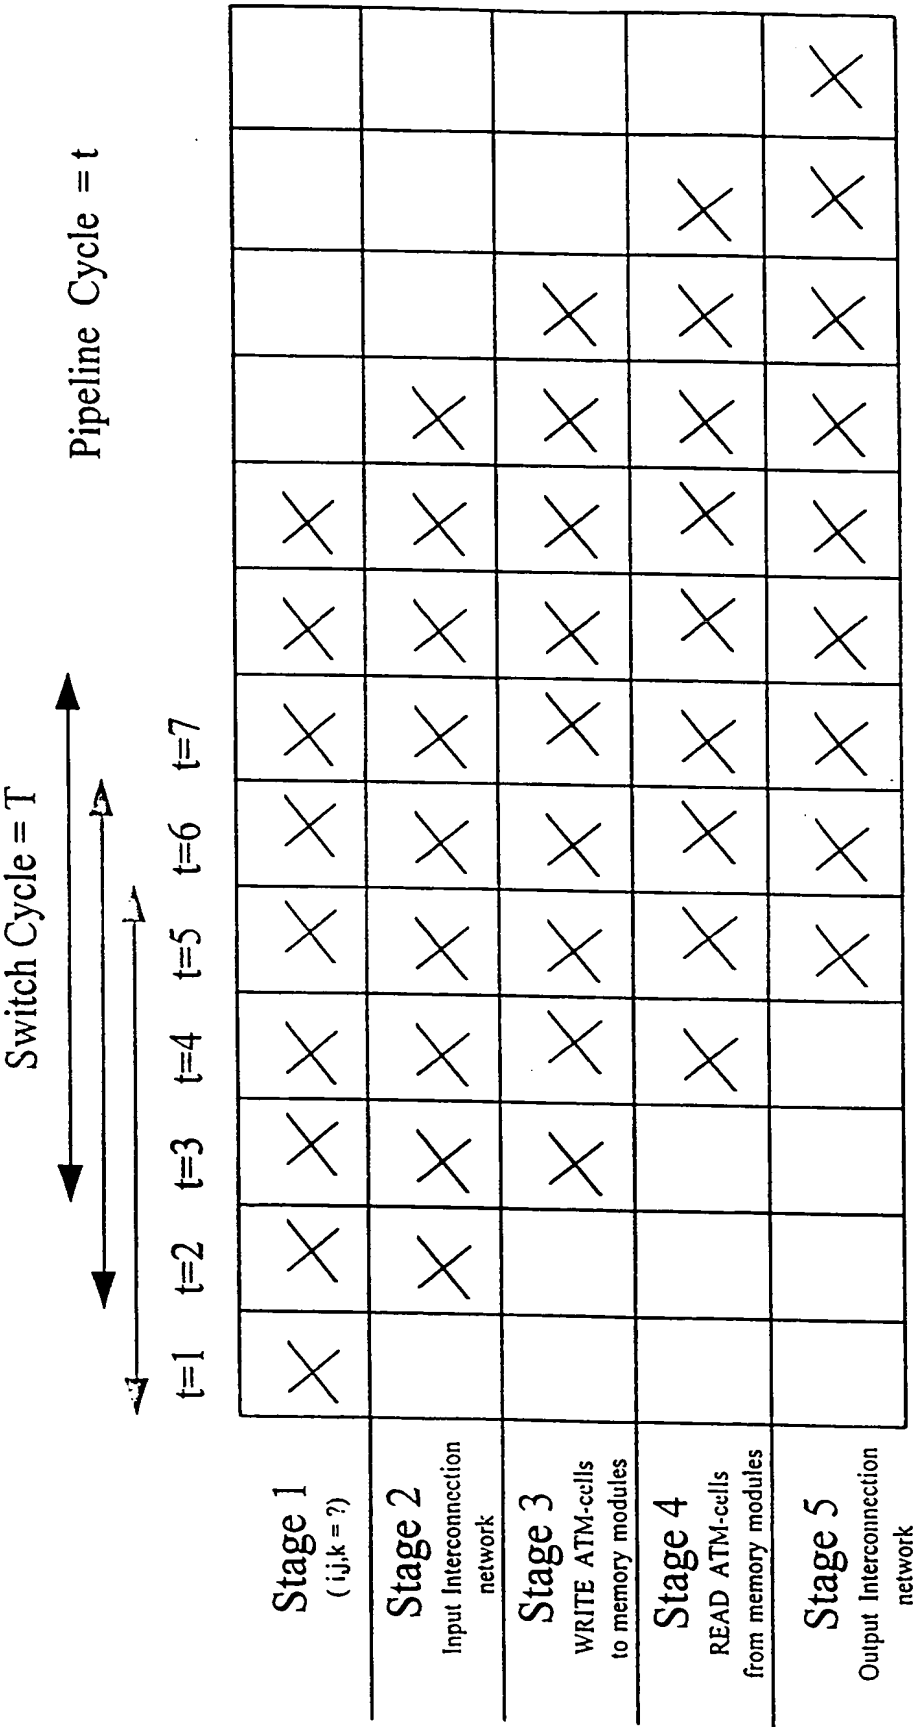 Switch Cycle = T
Pipeline Cycle = t
t=1 t=2 t=3 t=4 t=5 t=6 t=7
Stage 1
( i,j,k = ?)
Stage 2
Input Interconnection
network
Stage 3
WRITE ATM-cells
to memory modules
Stage 4
READ ATM-cells
from memory modules
Stage 5
Output Interconnection
network